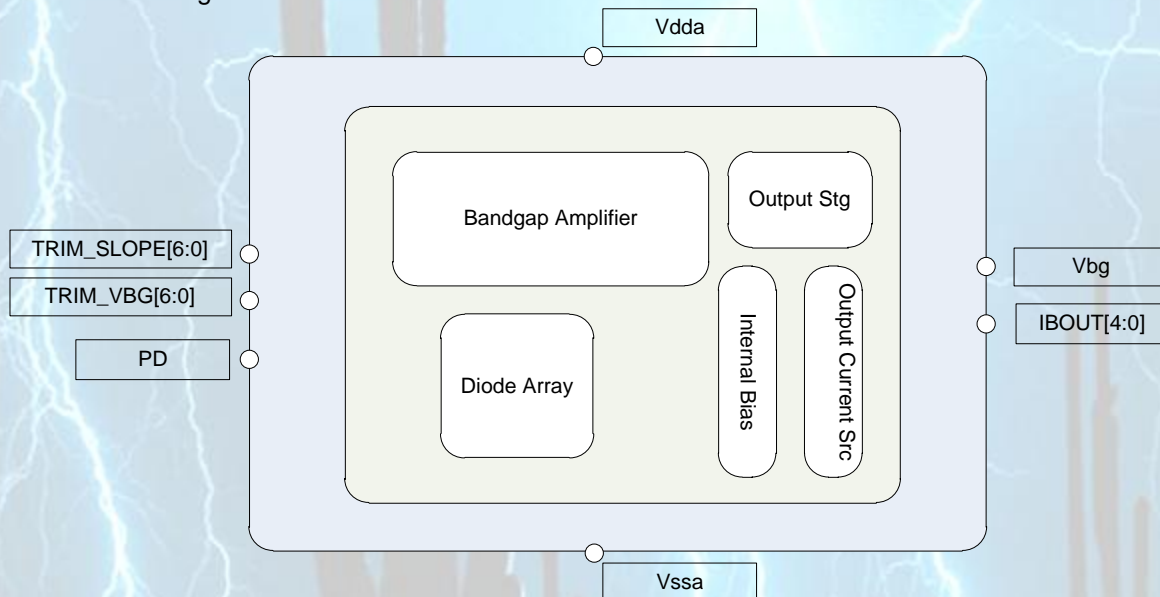 Vdda
Bandgap Amplifier
Output Stg
TRIM_SLOPE[6:0]
TRIM_VBG[6:0]
PD
Diode Array
Internal Bias
Output Current Src
Vbg
IBOUT[4:0]
Vssa